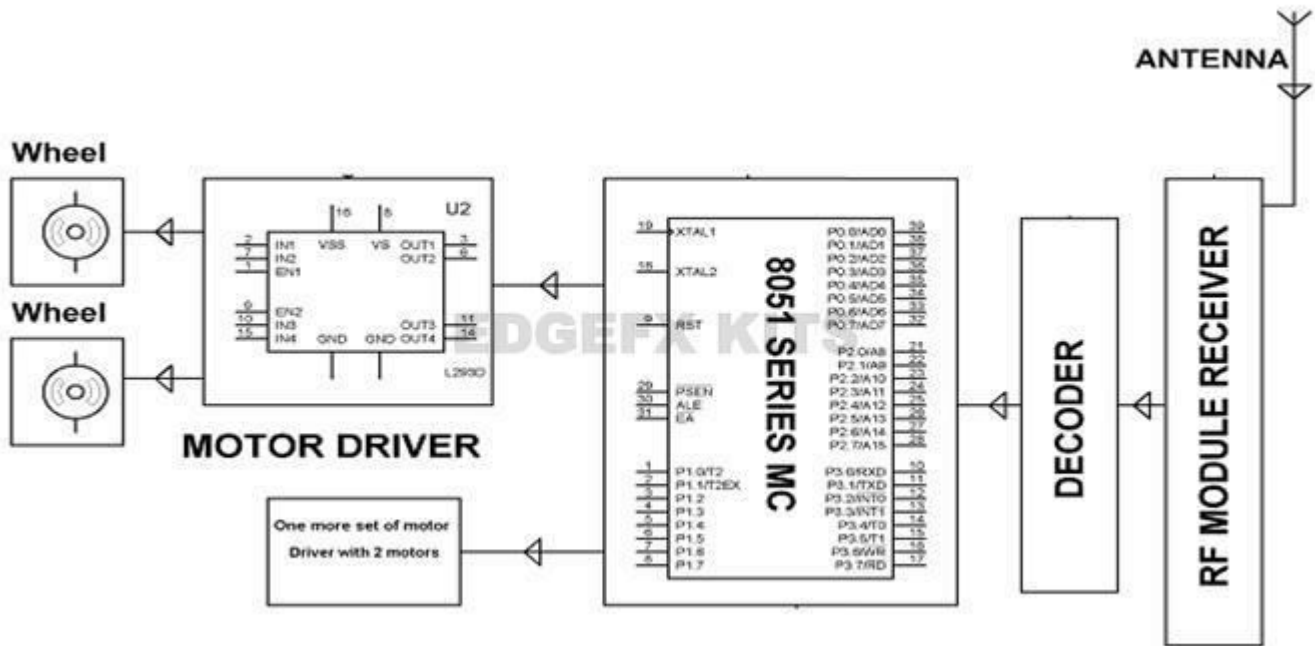 ANTENNA
Wheel
Wheel
U2
16
8
2
7
1
9
10
15
IN1
IN2
EN1
EN2
IN3
IN4
VSS
VS
OUT1
OUT2
OUT3
OUT4
GND
GND
3
6
11
14
L293D
MOTOR DRIVER
One more set of motor
Driver with 2 motors
EDGEFX KITS
8051 SERIES MC
19
XTAL1
18
XTAL2
9
RST
29
PSEN
30
ALE
31
EA
1
P1.0/T2
2
P1.1/T2EX
3
P1.2
4
P1.3
5
P1.4
6
P1.5
7
P1.6
8
P1.7
P0.0/AD0
39
P0.1/AD1
38
P0.2/AD2
37
P0.3/AD3
36
P0.4/AD4
35
P0.5/AD5
34
P0.6/AD6
33
P0.7/AD7
32
P2.0/A8
21
P2.1/A9
22
P2.2/A10
23
P2.3/A11
24
P2.4/A12
25
P2.5/A13
26
P2.6/A14
27
P2.7/A15
28
P3.0/RXD
10
P3.1/TXD
11
P3.2/INT0
12
P3.3/INT1
13
P3.4/T0
14
P3.5/T1
15
P3.6/WR
16
P3.7/RD
17
DECODER
RF MODULE RECEIVER